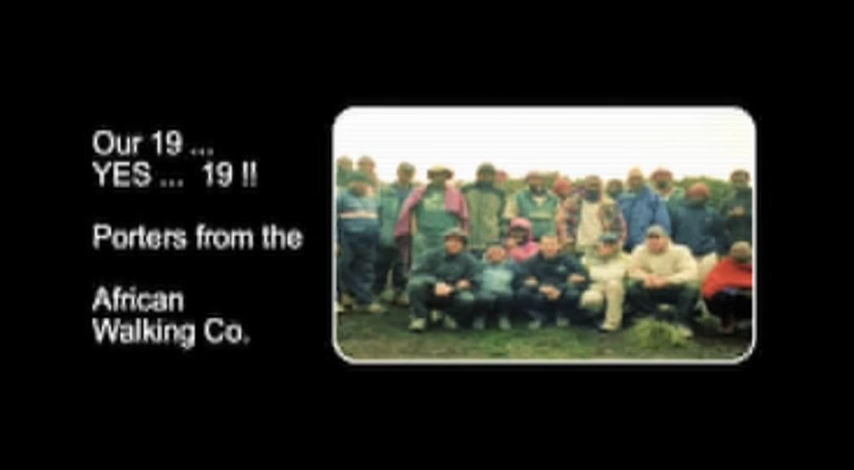 Our 19 ...
YES ... 19 !!
Porters from the
African
Walking Co.